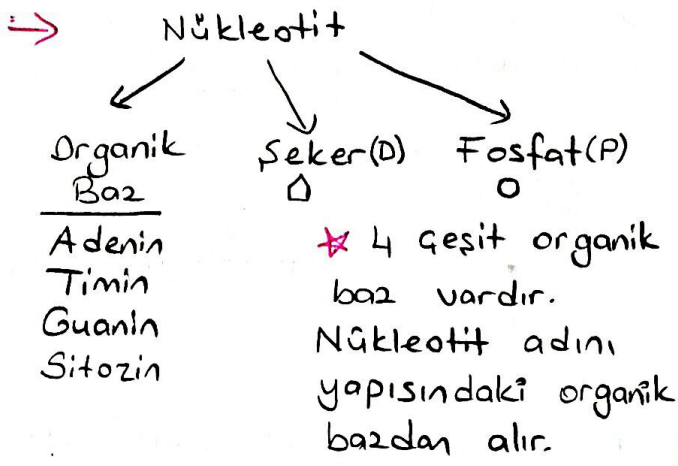 Nükleotit
Organik Baz
Şeker(D)
Fosfat(P)
Adenin
Timin
Guanin
Sitozin
4 çeşit organik
baz vardır.
Nükleotit adını
yapısındaki organik
bazdan alır.